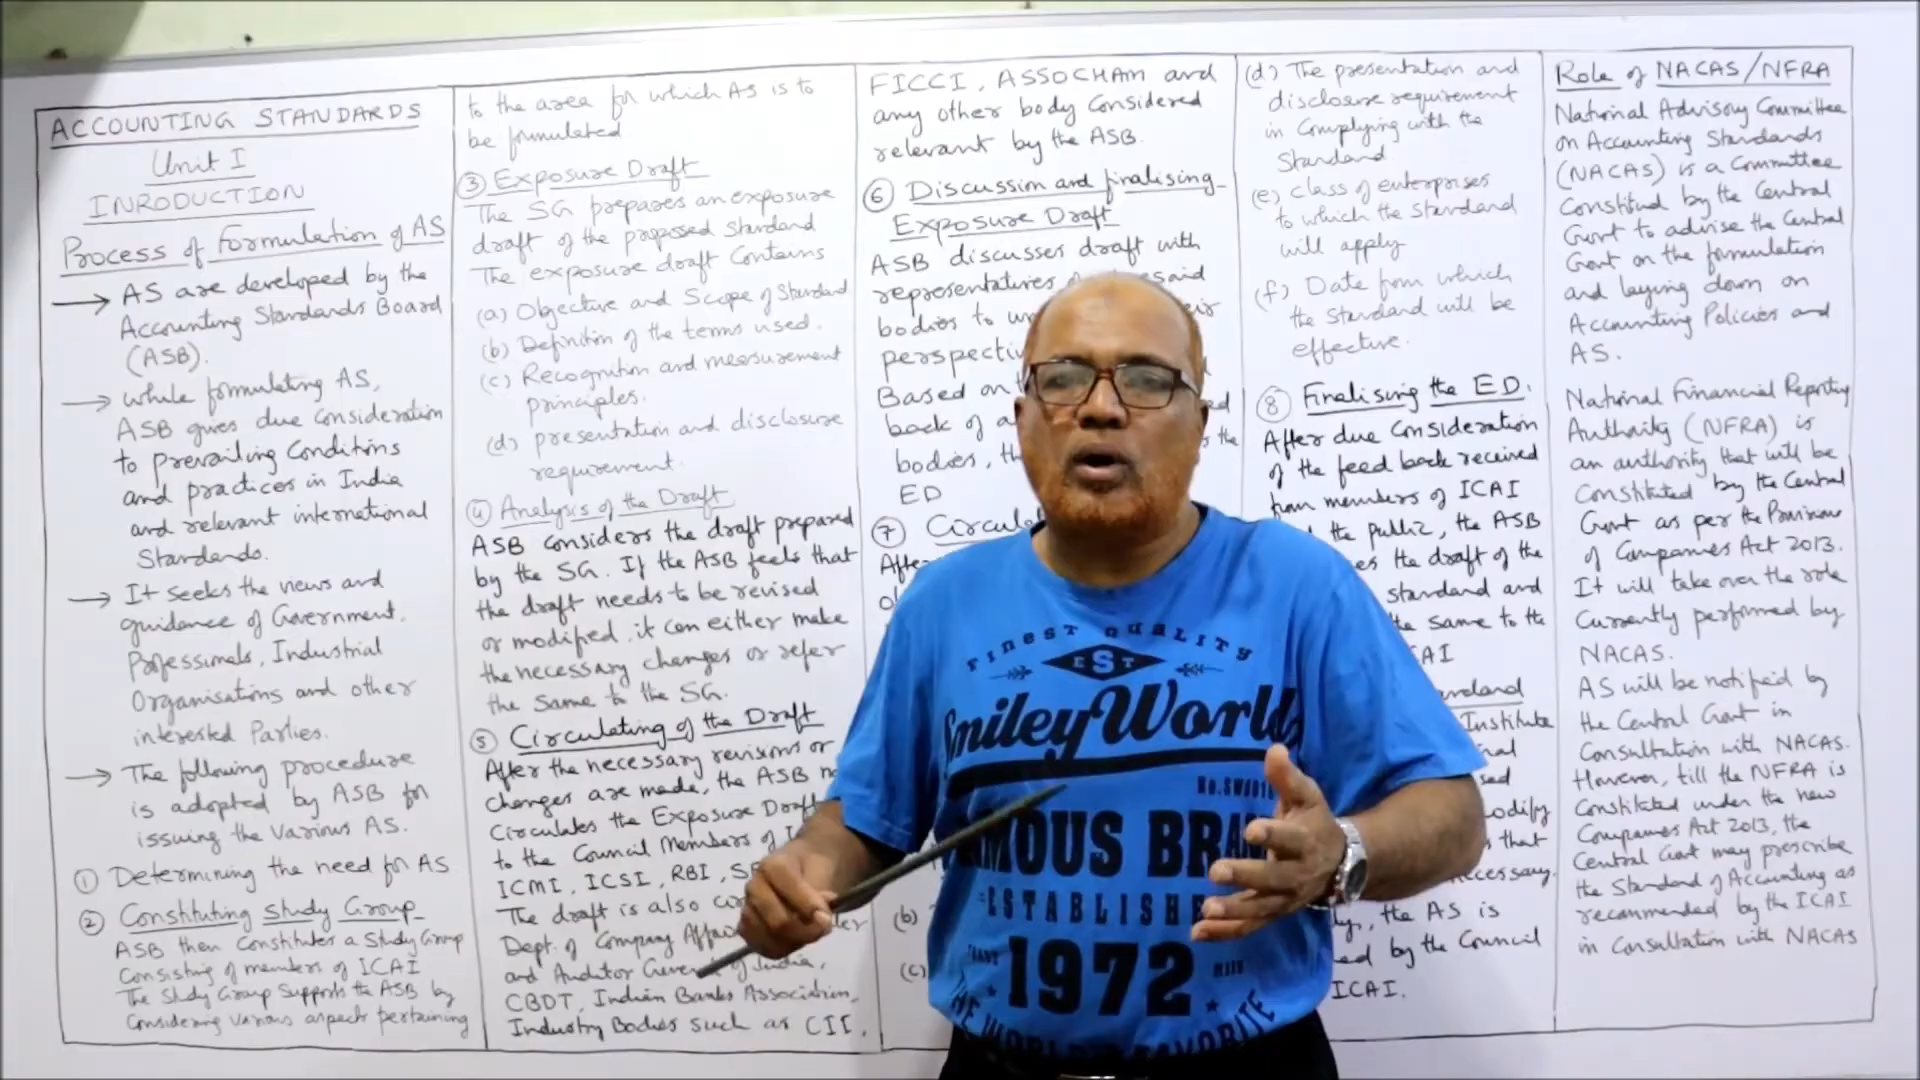 ACCOUNTING STANDARDS
Unit I
INRODUCTION
Process of Formulation of AS
→ AS are developed by the
Accounting Standards Board
(ASB).
→ while formulating AS,
ASB gives due consideration
to prevailing Conditions
and practices in India
and relevant international
Standards.
→ It seeks the views and
guidance of Government,
Professionals, Industrial
Organisations and other
interested Parties.
→ The following procedure
is adopted by ASB for
issuing the various AS.
① Determining the need for AS
② Constituting Study Group
ASB then Constitutes a Study Group
Consisting of members of ICAI
The Study Group Supports the ASB by
Considering various aspects pertaining
to the area for which AS is to
be formulated
③ Exposure Draft
The SG prepares an exposure
draft of the proposed Standard
The exposure draft Contains
(a) Objective and Scope of Standard
(b) Definition of the terms used.
(c) Recognition and measurement
principles.
(d) presentation and disclosure
requirement.
④ Analysis of the Draft
ASB considers the draft prepared
by the SG. If the ASB feels that
the draft needs to be revised
or modified, it can either make
the necessary changes or refer
the Same to the SG.
⑤ Circulating of the Draft
After the necessary revisions or
changes are made, the ASB
Circulates the Exposure Draft
to the Council Members of
ICMI, ICSI, RBI,
The draft is also
Dept. of Company
and Auditor of India,
CBDT, Indian Banks Association,
Industry Bodies such as CII,
FICCI, ASSOCHAM and
any other body Considered
relevant by the ASB.
⑥ Discussion and finalising
Exposure Draft
ASB discusses draft with
representatives
bodies to
Based on
back of
bodies,
ED
⑦
(b)
(c)
(d) The presentation and
disclosure requirement
in Complying with the
Standard
(e) Class of enterprises
to which the Standard
will apply
(f) Date from which
the Standard will be
effective.
⑧ Finalising the ED.
After due Consideration
of the feed back received
from members of ICAI
the public, the ASB
the draft of the
standard and
same to the
Institute
that
the AS is
by the Council
ICAI.
Role of NACAS/NFRA
National Advisory Committee
on Accounting Standards
(NACAS) is a Committee
Constitud by the Central
Govt to advise the Central
Govt on the formulation
and laying down on
Accounting Policies and
AS.
National Financial Reporting
Authority (NFRA) is
an authority that will be
Constituted by the Central
Govt as per the Provisions
of Companies Act 2013.
It will take over the role
Currently performed by
NACAS.
AS will be notified by
the Central Govt in
Consultation with NACAS.
However, till the NFRA is
Constituted under the new
Companies Act 2013, the
Central Govt may prescribe
the Standard of Accounting as
recommended by the ICAI
in Consultation with NACAS
Finest quality
EST
Smiley World
No.SW
ESTABLISHE
1972